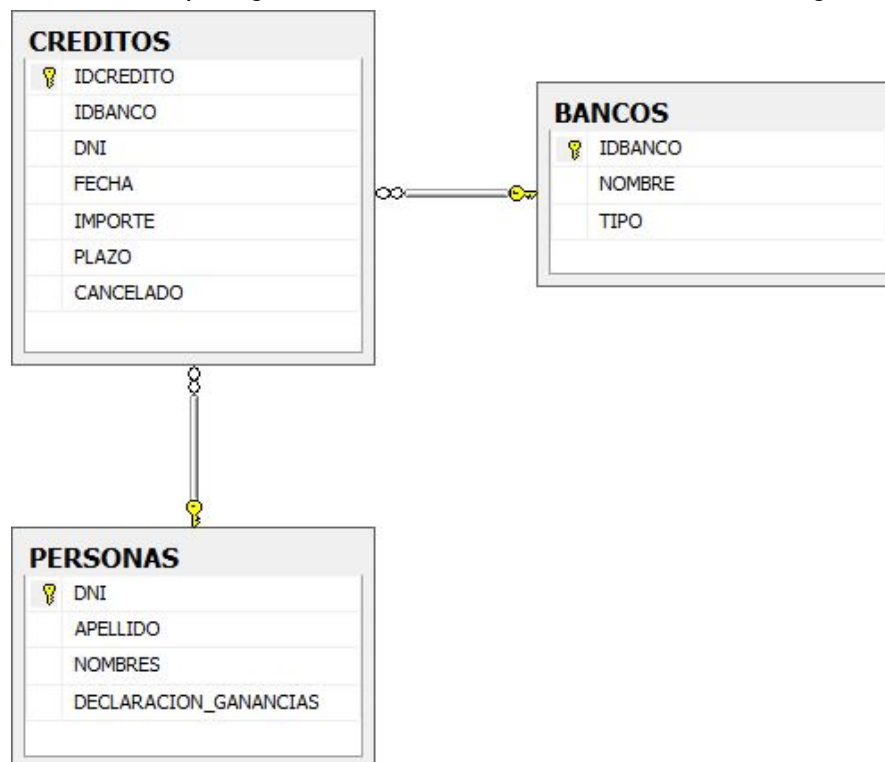 CREDITOS
IDCREDITO
IDBANCO
DNI
FECHA
IMPORTE
PLAZO
CANCELADO
BANCOS
IDBANCO
NOMBRE
TIPO
PERSONAS
DNI
APELLIDO
NOMBRES
DECLARACION_GANANCIAS